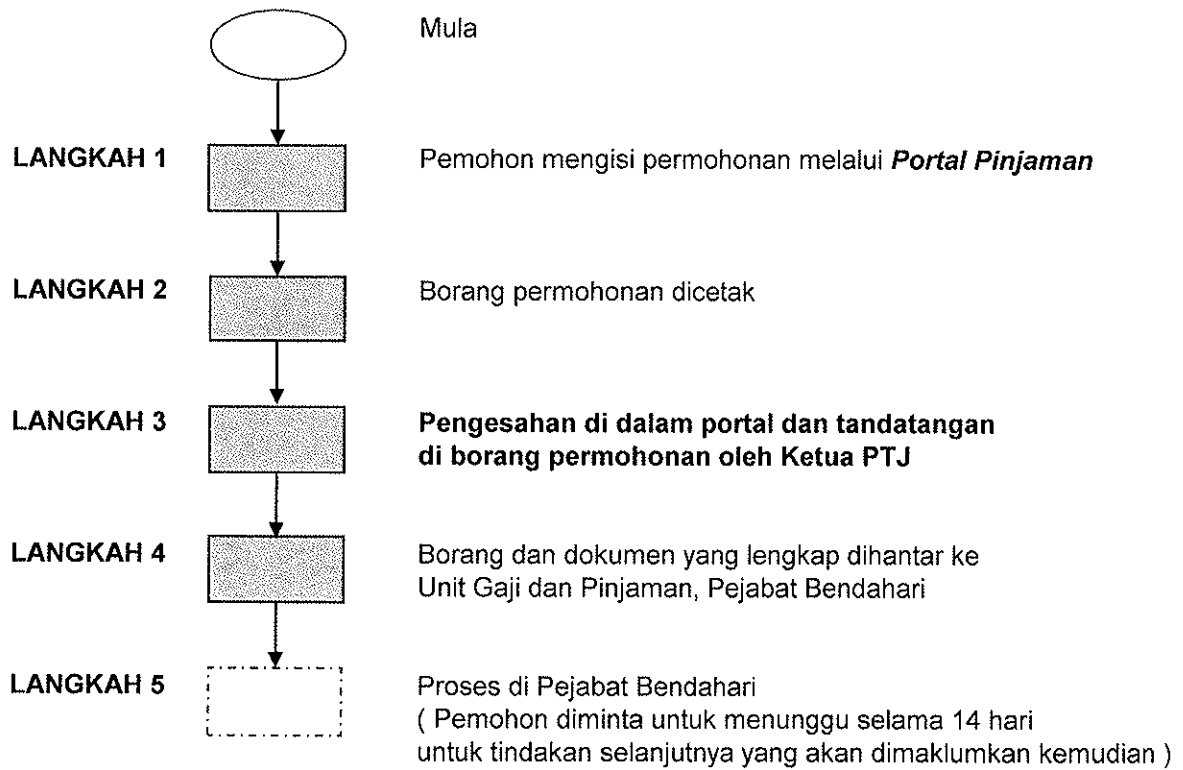 Mula
LANGKAH 1
Pemohon mengisi permohonan melalui Portal Pinjaman
LANGKAH 2
Borang permohonan dicetak
LANGKAH 3
Pengesahan di dalam portal dan tandatangan
di borang permohonan oleh Ketua PTJ
LANGKAH 4
Borang dan dokumen yang lengkap dihantar ke
Unit Gaji dan Pinjaman, Pejabat Bendahari
LANGKAH 5
Proses di Pejabat Bendahari
( Pemohon diminta untuk menunggu selama 14 hari
untuk tindakan selanjutnya yang akan dimaklumkan kemudian )